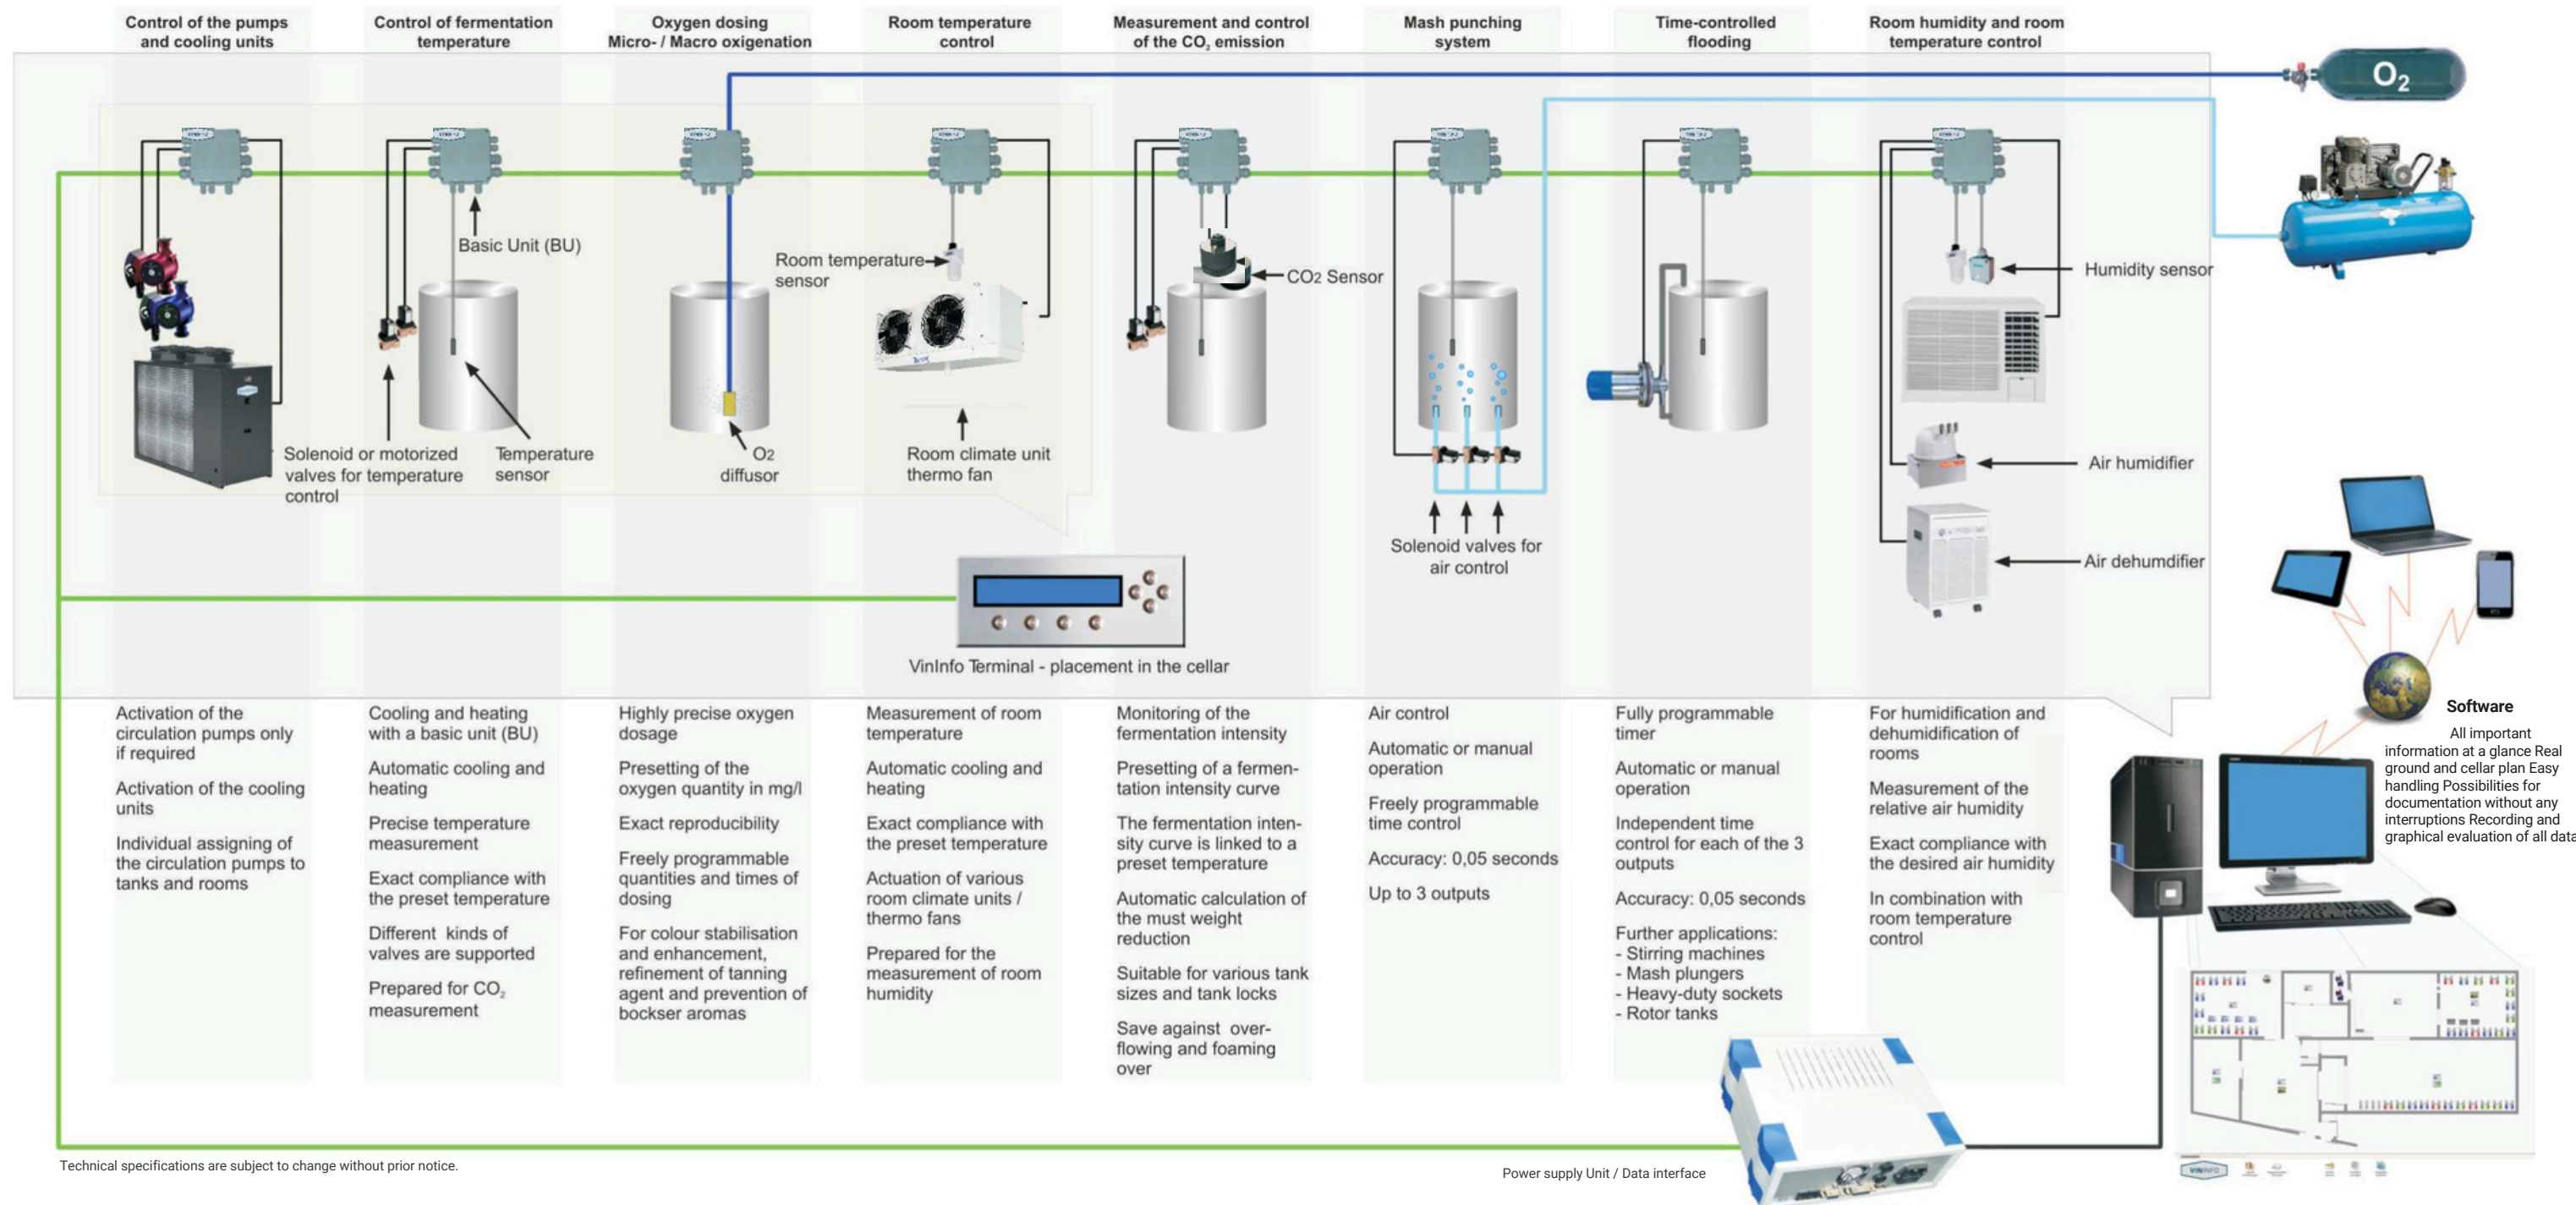 Control of the pumps
and cooling units
Control of fermentation
temperature
Oxygen dosing
Micro- / Macro oxigenation
Room temperature
control
Measurement and control
of the CO₂ emission
Mash punching
system
Time-controlled
flooding
Room humidity and room
temperature control
O₂
Basic Unit (BU)
Room temperature
sensor
CO2 Sensor
Humidity sensor
Solenoid or motorized
valves for temperature
control
Temperature
sensor
O2
diffusor
Room climate unit
thermo fan
Air humidifier
Solenoid valves for
air control
Air dehumdifier
VinInfo Terminal - placement in the cellar
Activation of the
circulation pumps only
if required
Activation of the cooling
units
Individual assigning of
the circulation pumps to
tanks and rooms
Cooling and heating
with a basic unit (BU)
Automatic cooling and
heating
Precise temperature
measurement
Exact compliance with
the preset temperature
Different kinds of
valves are supported
Prepared for CO₂
measurement
Highly precise oxygen
dosage
Presetting of the
oxygen quantity in mg/l
Exact reproducibility
Freely programmable
quantities and times of
dosing
For colour stabilisation
and enhancement,
refinement of tanning
agent and prevention of
bockser aromas
Measurement of room
temperature
Automatic cooling and
heating
Exact compliance with
the preset temperature
Actuation of various
room climate units /
thermo fans
Prepared for the
measurement of room
humidity
Monitoring of the
fermentation intensity
Presetting of a fermen-
tation intensity curve
The fermentation inten-
sity curve is linked to a
preset temperature
Automatic calculation of
the must weight
reduction
Suitable for various tank
sizes and tank locks
Save against over-
flowing and foaming
over
Air control
Automatic or manual
operation
Freely programmable
time control
Accuracy: 0,05 seconds
Up to 3 outputs
Fully programmable
timer
Automatic or manual
operation
Independent time
control for each of the 3
outputs
Accuracy: 0,05 seconds
Further applications:
- Stirring machines
- Mash plungers
- Heavy-duty sockets
- Rotor tanks
For humidification and
dehumidification of
rooms
Measurement of the
relative air humidity
Exact compliance with
the desired air humidity
In combination with
room temperature
control
Software
All important
information at a glance Real
ground and cellar plan Easy
handling Possibilities for
documentation without any
interruptions Recording and
graphical evaluation of all data
Technical specifications are subject to change without prior notice.
Power supply Unit / Data interface
VININFO